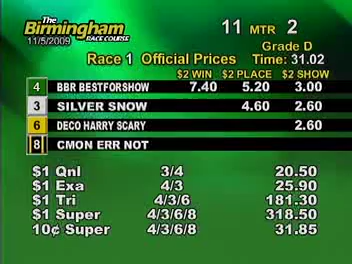 The
Birmingham
RACE COURSE
11/5/2009
11 MTR 2
Grade D
Race 1 Official Prices Time: 31.02
$2 WIN $2 PLACE $2 SHOW
4 BBR BESTFORSHOW 7.40 5.20 3.00
3 SILVER SNOW 4.60 2.60
6 DECO HARRY SCARY 2.60
8 CMON ERR NOT
$1 Qnl 3/4 20.50
$1 Exa 4/3 25.90
$1 Tri 4/3/6 181.30
$1 Super 4/3/6/8 318.50
10¢ Super 4/3/6/8 31.85